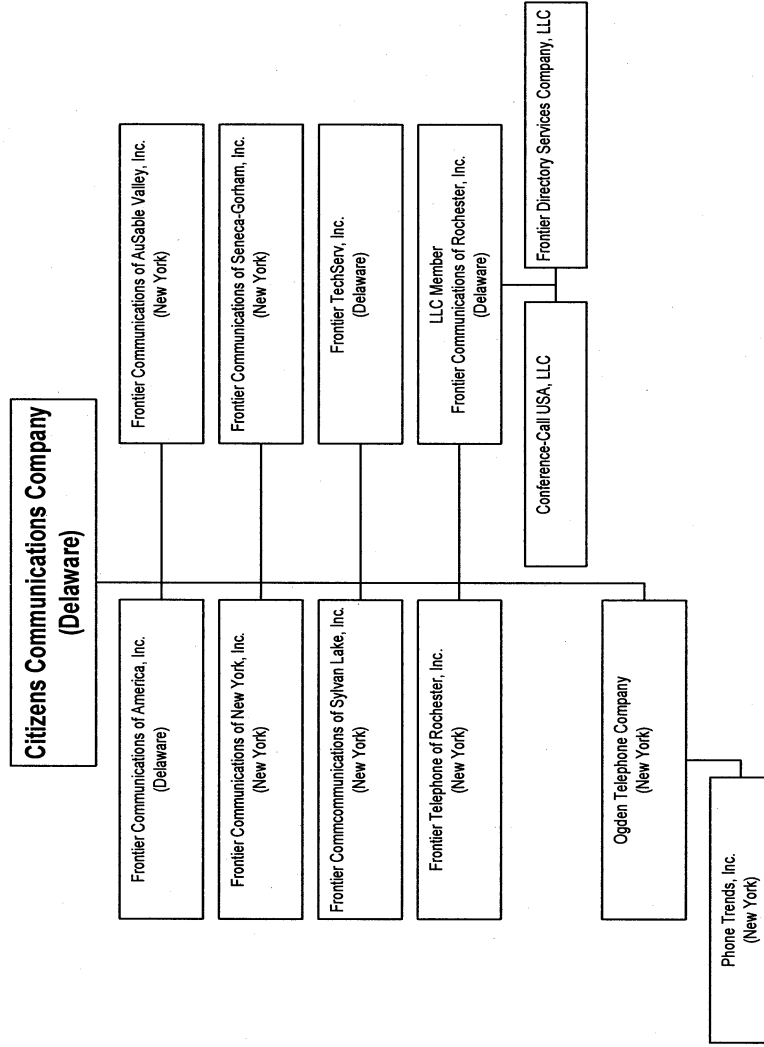 Citizens Communications Company
(Delaware)
Frontier Communications of America, Inc.
(Delaware)
Frontier Communications of AuSable Valley, Inc.
(New York)
Frontier Communications of New York, Inc.
(New York)
Frontier Communications of Seneca-Gorham, Inc.
(New York)
Frontier Commcommunications of Sylvan Lake, Inc.
(New York)
Frontier TechServ, Inc.
(Delaware)
Frontier Telephone of Rochester, Inc.
(New York)
LLC Member
Frontier Communications of Rochester, Inc.
(Delaware)
Conference-Call USA, LLC
Frontier Directory Services Company, LLC
Ogden Telephone Company
(New York)
Phone Trends, Inc.
(New York)